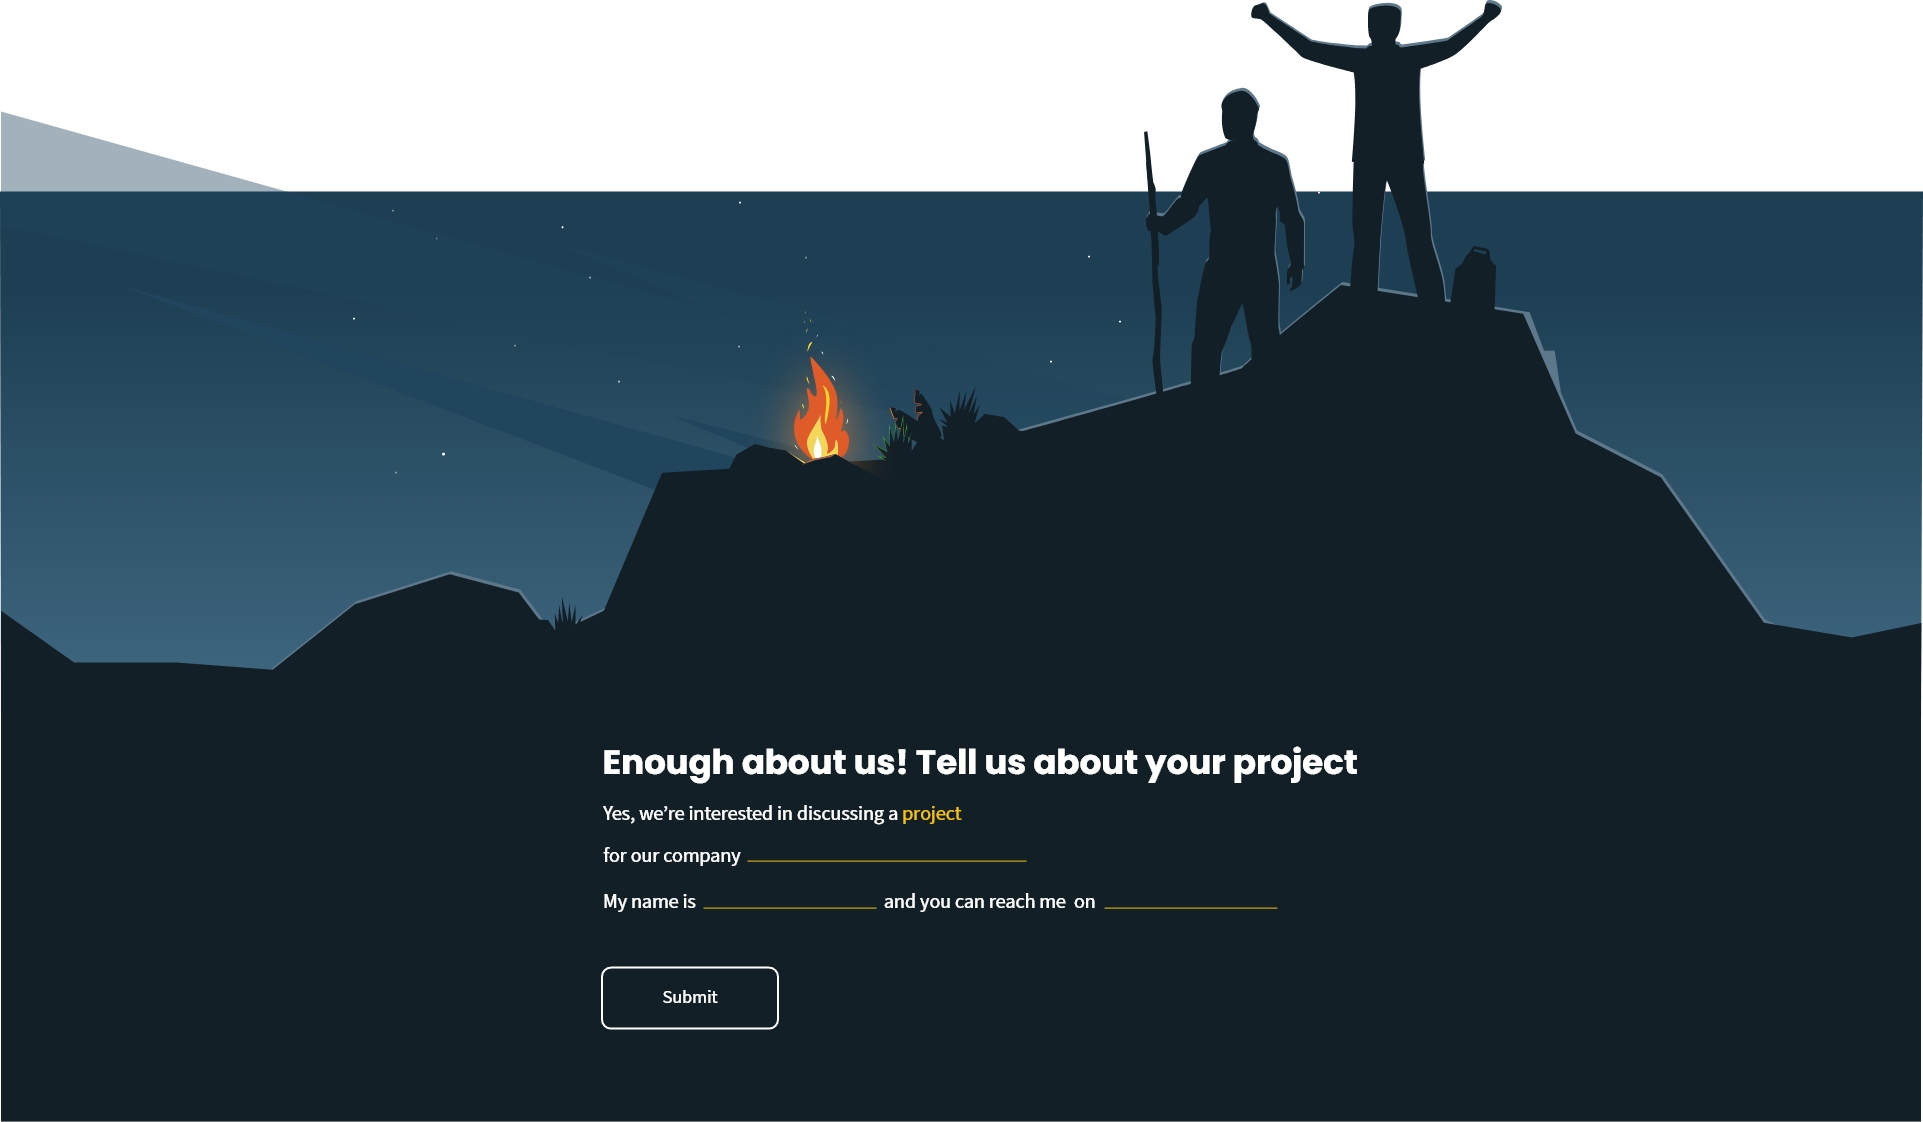 Enough about us! Tell us about your project
Yes, we’re interested in discussing a project
for our company
My name is and you can reach me on
Submit